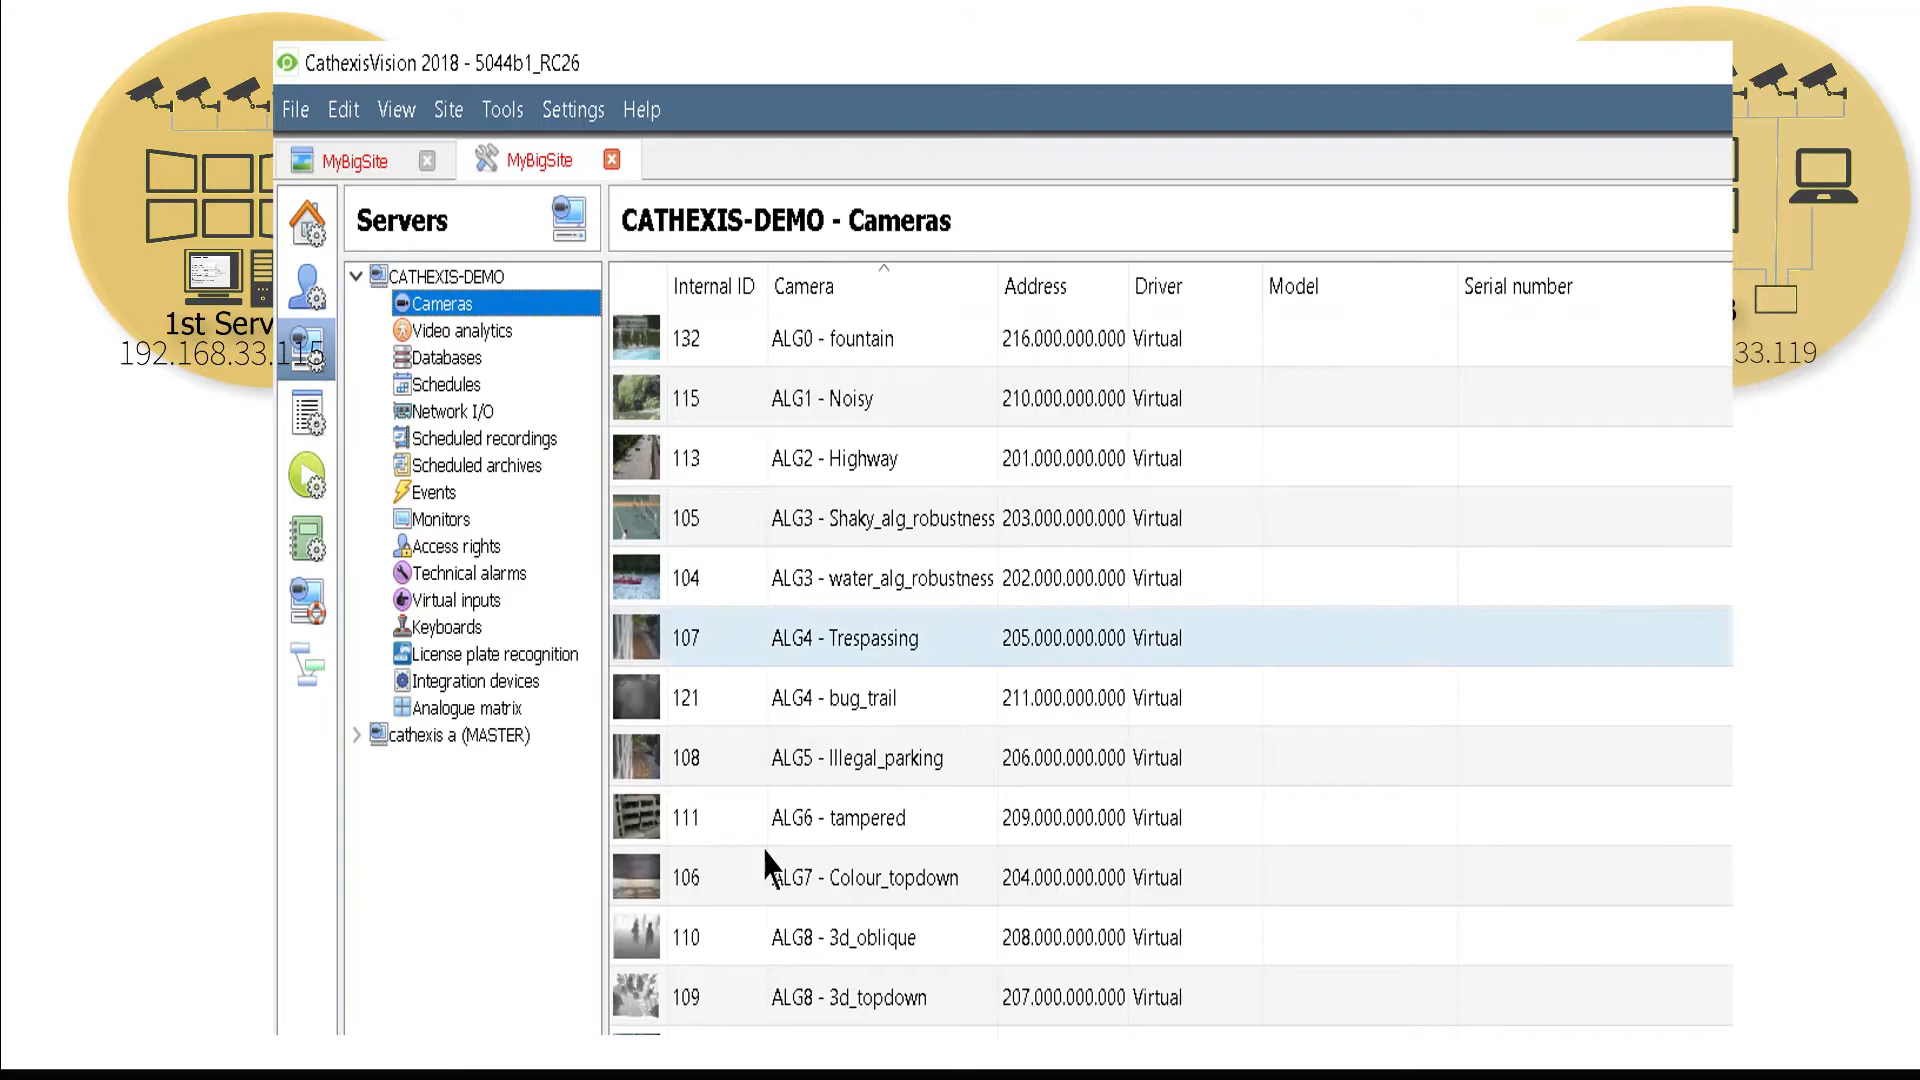 CathexisVision 2018 - 5044b1_RC26
File Edit View Site Tools Settings Help
MyBigSite MyBigSite
Servers
CATHEXIS-DEMO - Cameras
CATHEXIS-DEMO
Cameras
Video analytics
Databases
Schedules
Network I/O
Scheduled recordings
Scheduled archives
Events
Monitors
Access rights
Technical alarms
Virtual inputs
Keyboards
License plate recognition
Integration devices
Analogue matrix
cathexis a (MASTER)
Internal ID Camera Address Driver Model Serial number
132 ALG0 - fountain 216.000.000.000 Virtual
115 ALG1 - Noisy 210.000.000.000 Virtual
113 ALG2 - Highway 201.000.000.000 Virtual
105 ALG3 - Shaky_alg_robustness 203.000.000.000 Virtual
104 ALG3 - water_alg_robustness 202.000.000.000 Virtual
107 ALG4 - Trespassing 205.000.000.000 Virtual
121 ALG4 - bug_trail 211.000.000.000 Virtual
108 ALG5 - Illegal_parking 206.000.000.000 Virtual
111 ALG6 - tampered 209.000.000.000 Virtual
106 ALG7 - Colour_topdown 204.000.000.000 Virtual
110 ALG8 - 3d_oblique 208.000.000.000 Virtual
109 ALG8 - 3d_topdown 207.000.000.000 Virtual
1st Serv
192.168.33.115
33.119